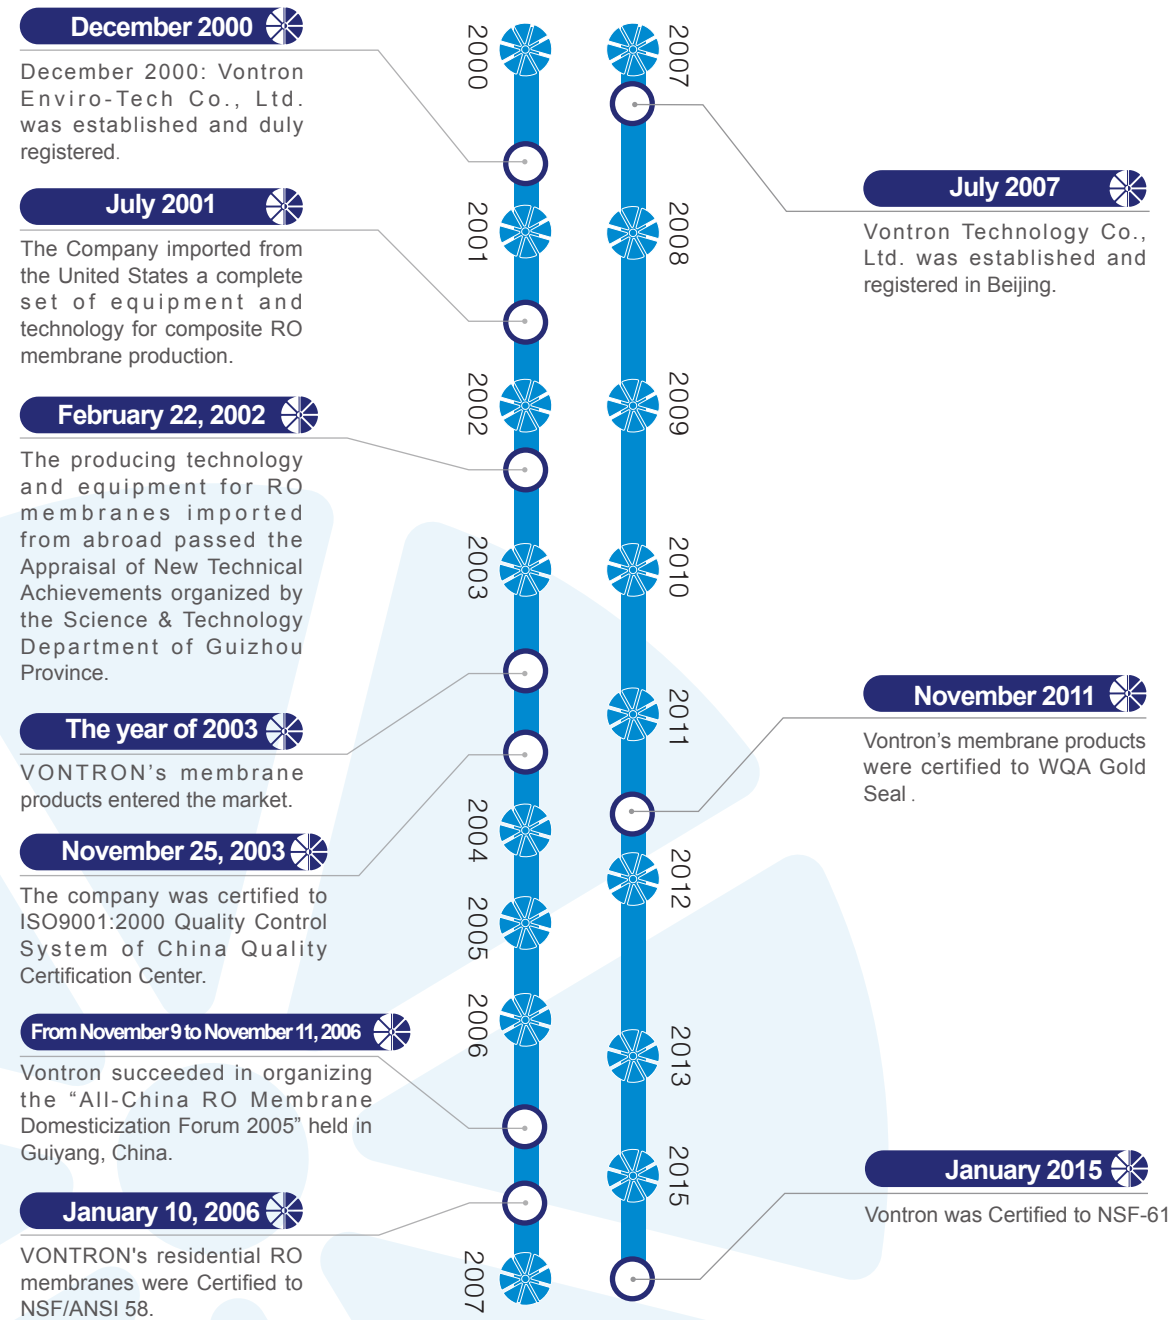 December 2000
December 2000: Vontron
Enviro-Tech Co., Ltd.
was established and duly
registered.
July 2001
The Company imported from
the United States a complete
set of equipment and
technology for composite RO
membrane production.
February 22, 2002
The producing technology
and equipment for RO
membranes imported
from abroad passed the
Appraisal of New Technical
Achievements organized by
the Science & Technology
Department of Guizhou
Province.
The year of 2003
VONTRON's membrane
products entered the market.
November 25, 2003
The company was certified to
ISO9001:2000 Quality Control
System of China Quality
Certification Center.
From November 9 to November 11, 2006
Vontron succeeded in organizing
the “All-China RO Membrane
Domesticization Forum 2005” held in
Guiyang, China.
January 10, 2006
VONTRON's residential RO
membranes were Certified to
NSF/ANSI 58.
2000
2001
2002
2003
2004
2005
2006
2007
2007
2008
2009
2010
2011
2012
2013
2015
July 2007
Vontron Technology Co.,
Ltd. was established and
registered in Beijing.
November 2011
Vontron’s membrane products
were certified to WQA Gold
Seal .
January 2015
Vontron was Certified to NSF-61